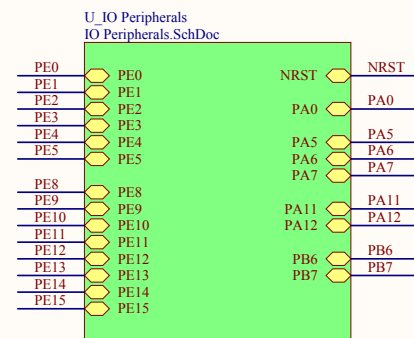 U_IO Peripherals
IO Peripherals.SchDoc
PE0 PE0 NRST NRST
PE1 PE1
PE2 PE2 PA0 PA0
PE3 PE3
PE4 PE4 PA5 PA5
PE5 PE5 PA6 PA6
PA7 PA7
PE8 PE8
PE9 PE9 PA11 PA11
PE10 PE10 PA12 PA12
PE11 PE11
PE12 PE12 PB6 PB6
PE13 PE13 PB7 PB7
PE14 PE14
PE15 PE15